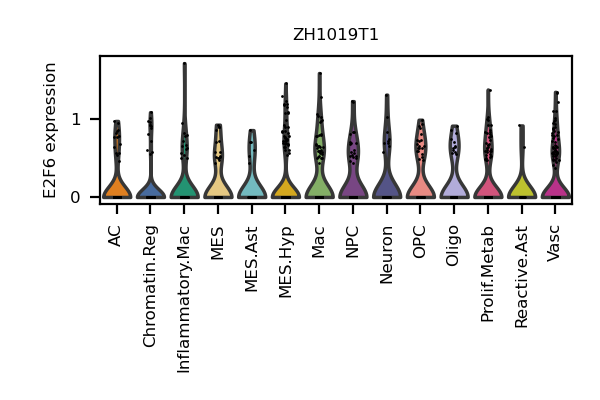 ZH1019T1
E2F6 expression
1
0
AC
Chromatin.Reg
Inflammatory.Mac
MES
MES.Ast
MES.Hyp
Mac
NPC
Neuron
OPC
Oligo
Prolif.Metab
Reactive.Ast
Vasc